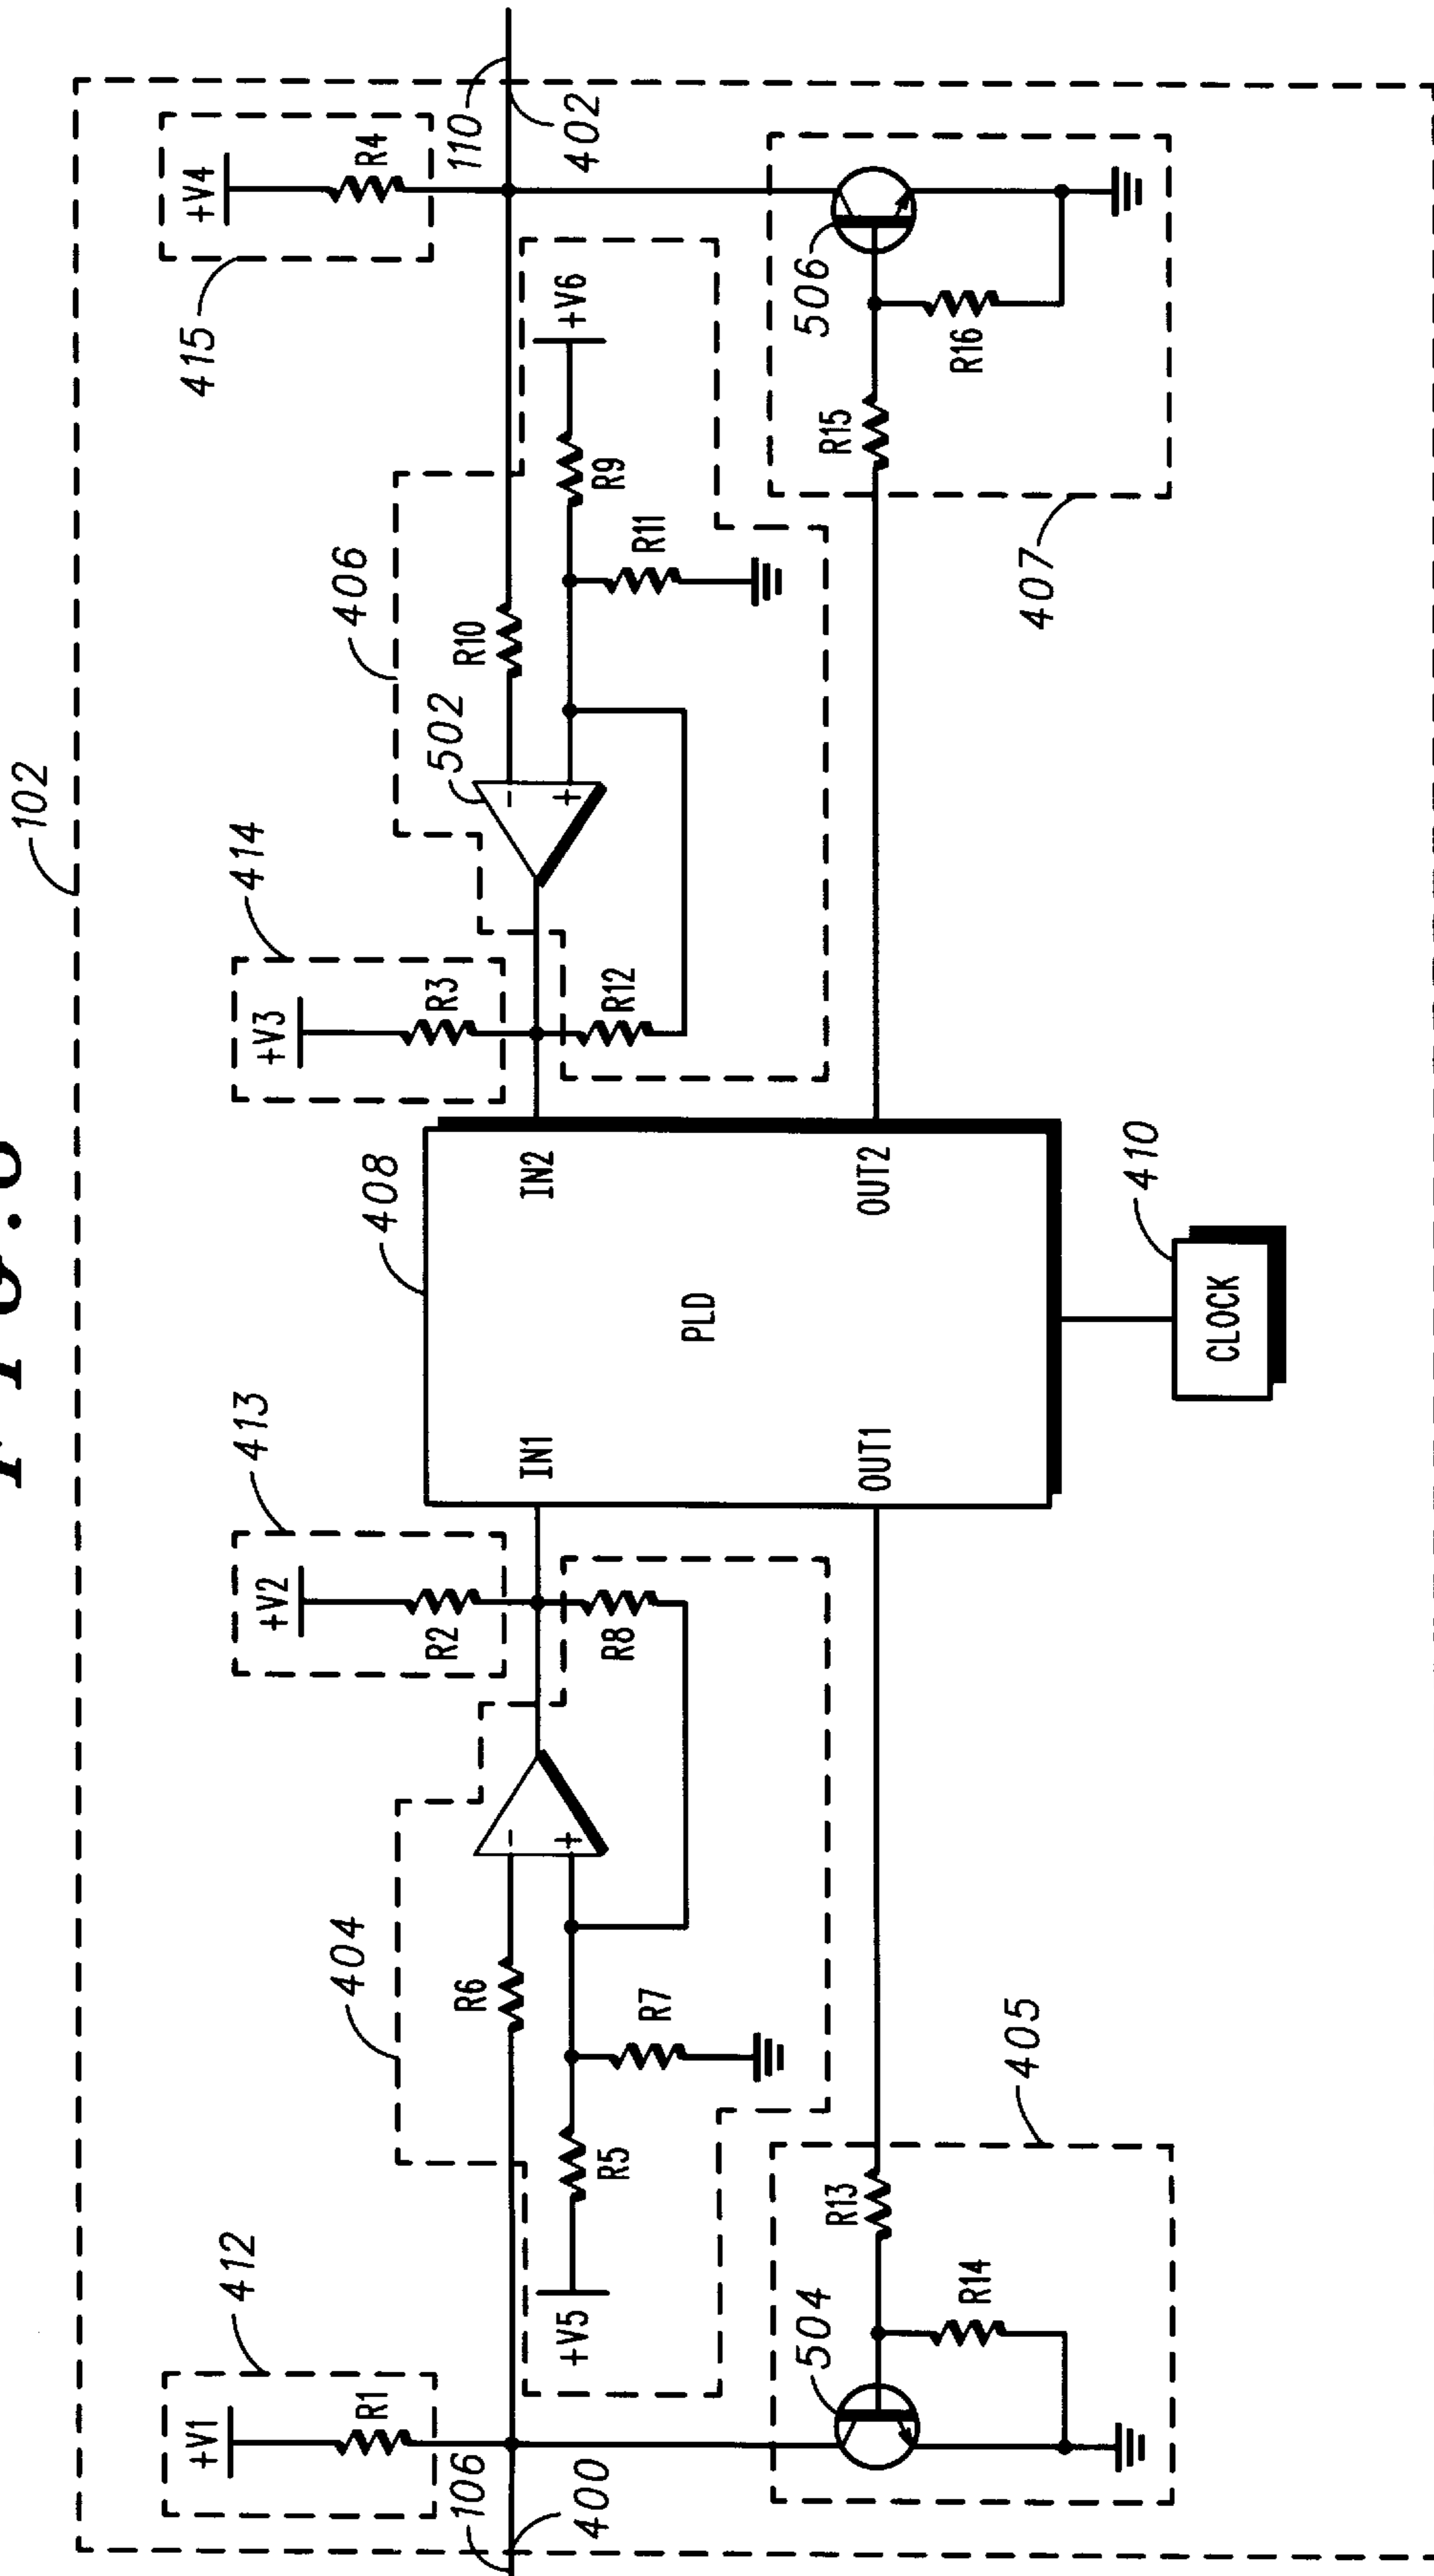 102
412
+V1
R1
106
400
404
R6
+V5
R5
R7
405
504
R13
R14
413
+V2
R2
R8
-
+
408
IN1
IN2
PLD
OUT1
OUT2
CLOCK
410
414
+V3
R3
R12
406
502
-
+
R10
R11
R9
+V6
415
+V4
R4
110
402
407
506
R15
R16